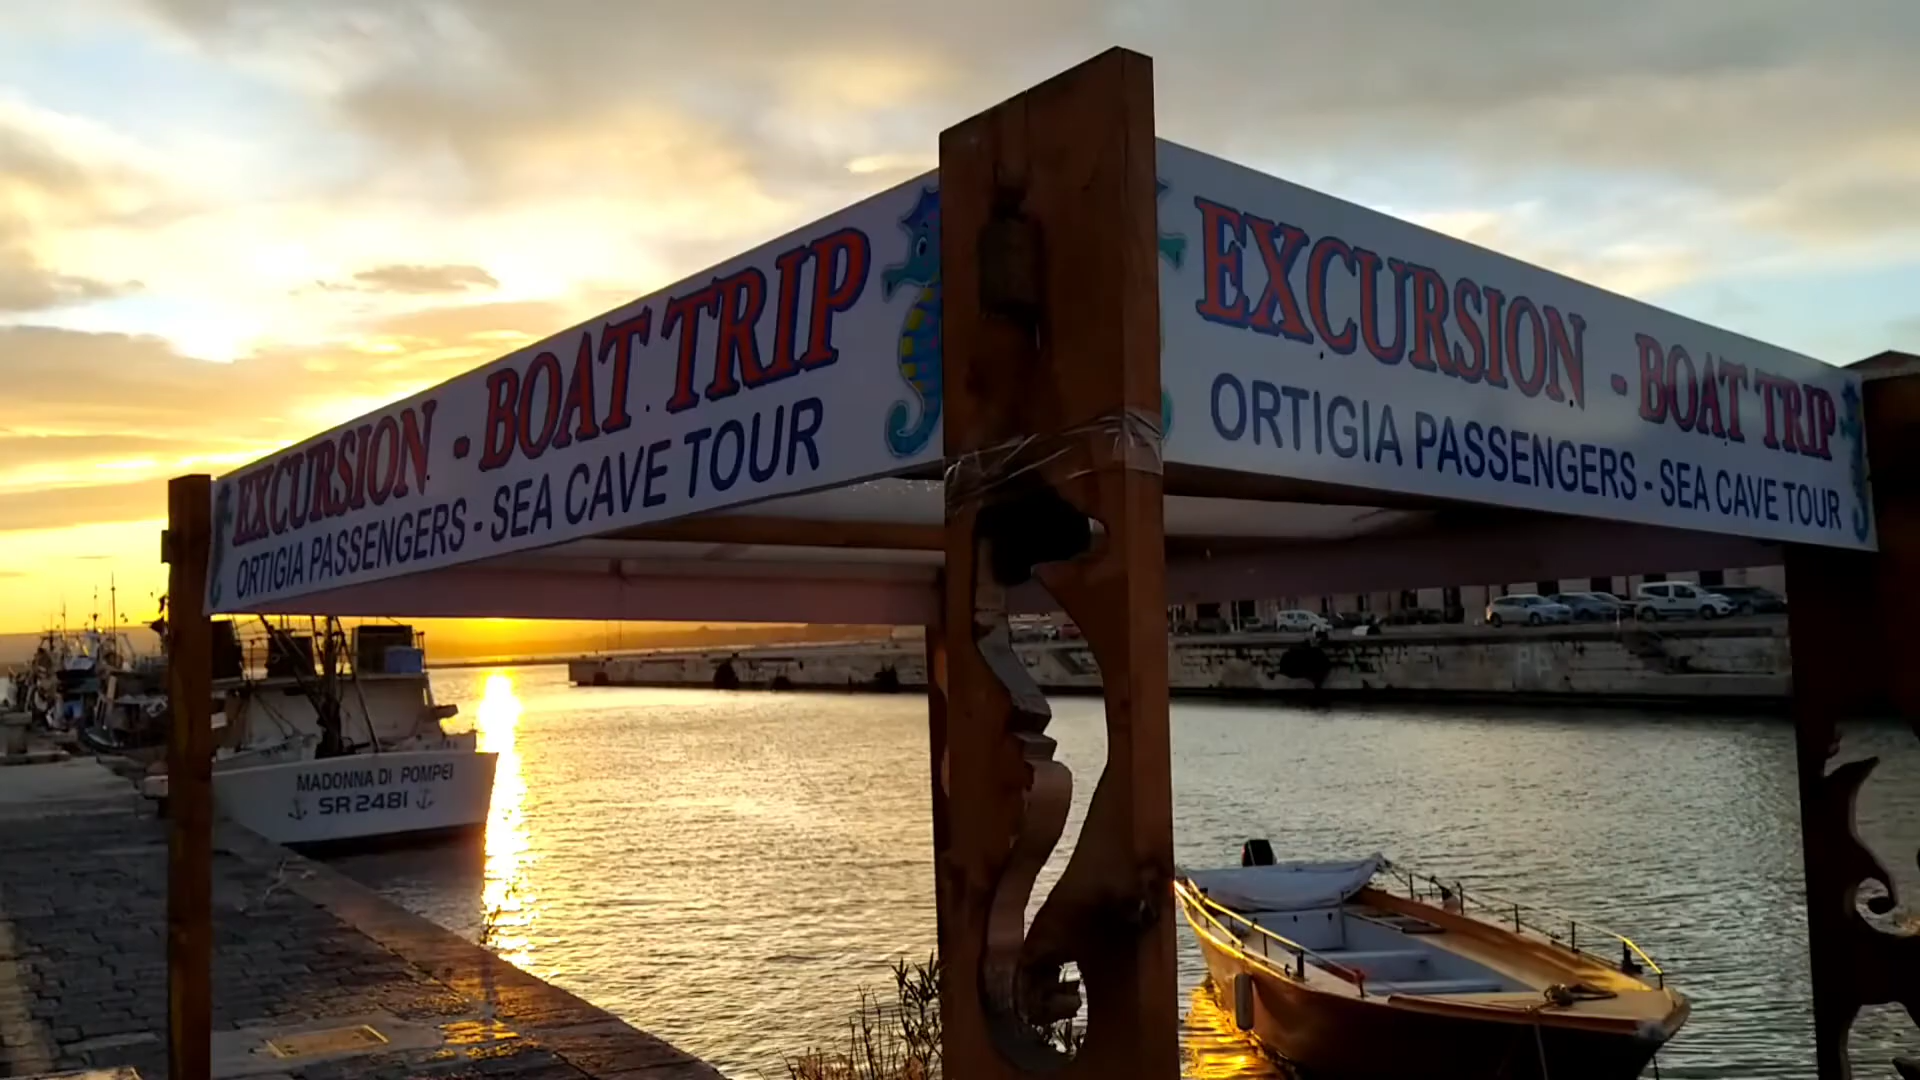 EXCURSION - BOAT TRIP
ORTIGIA PASSENGERS - SEA CAVE TOUR
EXCURSION - BOAT TRIP
ORTIGIA PASSENGERS - SEA CAVE TOUR
MADONNA DI POMPEI
SR 2481